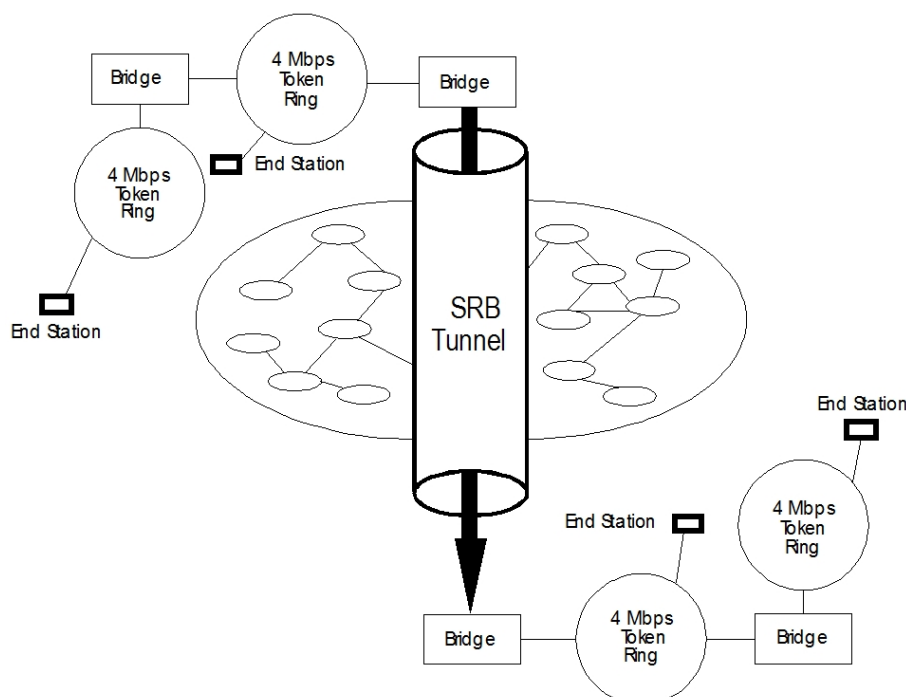 4 Mbps
Token
Ring
Bridge
Bridge
End Station
4 Mbps
Token
Ring
SRB
Tunnel
End Station
End Station
End Station
4 Mbps
Token
Ring
4 Mbps
Token
Ring
Bridge
Bridge